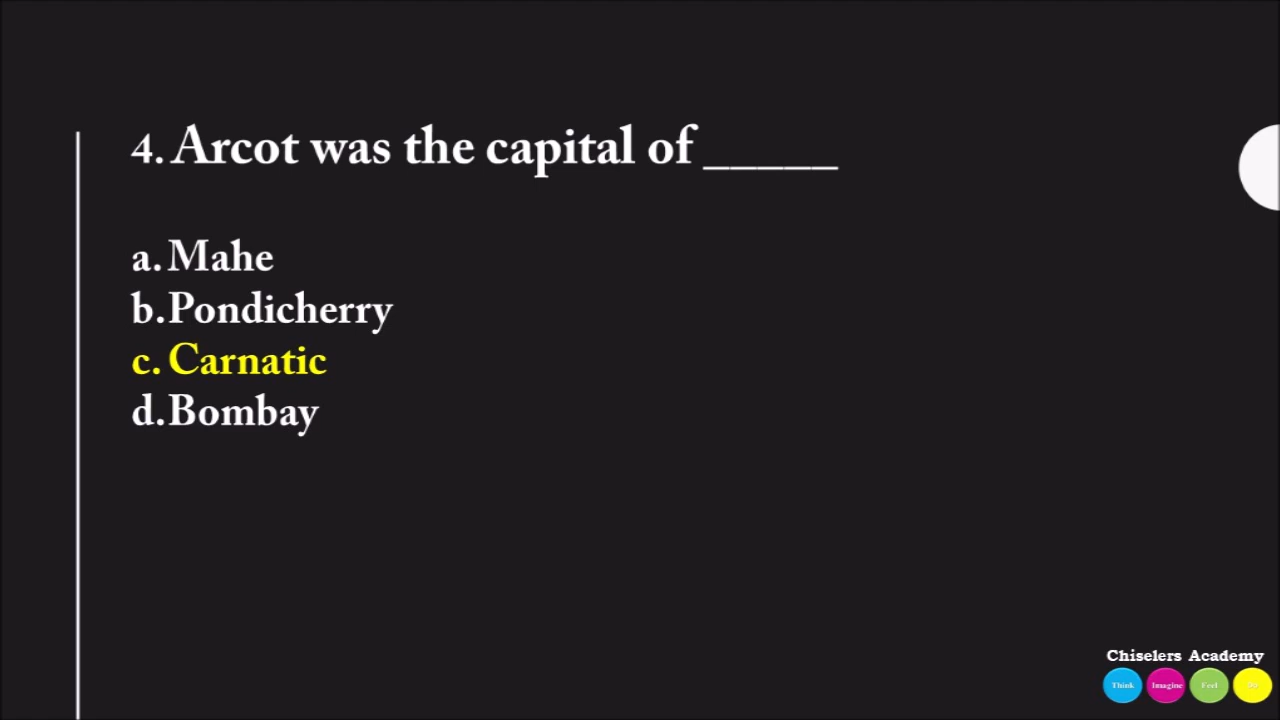 4. Arcot was the capital of _____
a. Mahe
b. Pondicherry
c. Carnatic
d. Bombay
Chiselers Academy
Think Imagine Feel